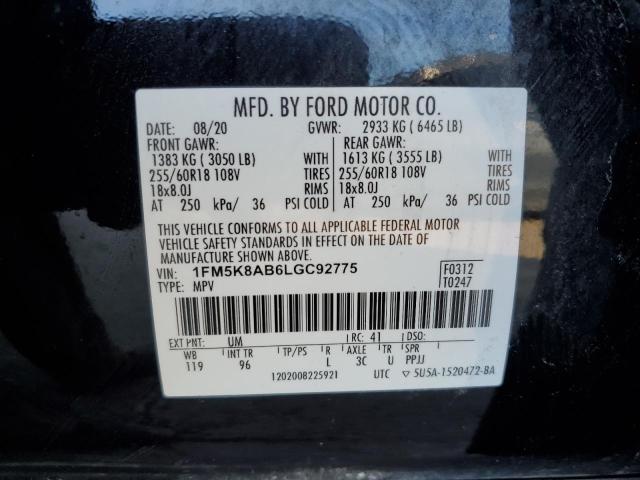 MFD. BY FORD MOTOR CO.
DATE: 08/20 GVWR: 2933 KG ( 6465 LB)
FRONT GAWR: REAR GAWR:
1383 KG ( 3050 LB) WITH 1613 KG ( 3555 LB) WITH
255/60R18 108V TIRES 255/60R18 108V TIRES
18x8.0J RIMS 18x8.0J RIMS
AT 250 kPa/ 36 PSI COLD AT 250 kPa/ 36 PSI COLD
THIS VEHICLE CONFORMS TO ALL APPLICABLE FEDERAL MOTOR
VEHICLE SAFETY STANDARDS IN EFFECT ON THE DATE OF
MANUFACTURE SHOWN ABOVE.
VIN: 1FM5K8AB6LGC92775 F0312
TYPE: MPV T0247
EXT PNT: UM RC: 41 DSO:
WB INT TR TP/PS R AXLE TR SPR
119 96 L 3C U PPJJ
1202008225921 UTC ▽ 5U5A-1520472-BA